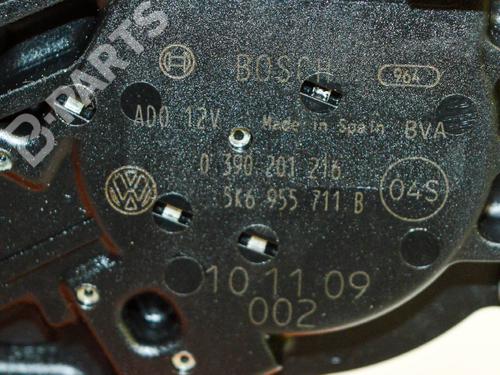 BOSCH 964
AD0 12V Made in Spain BVA
0 390 201 216
5K6 955 711 B 04S
10.11.09
002
B-PARTS